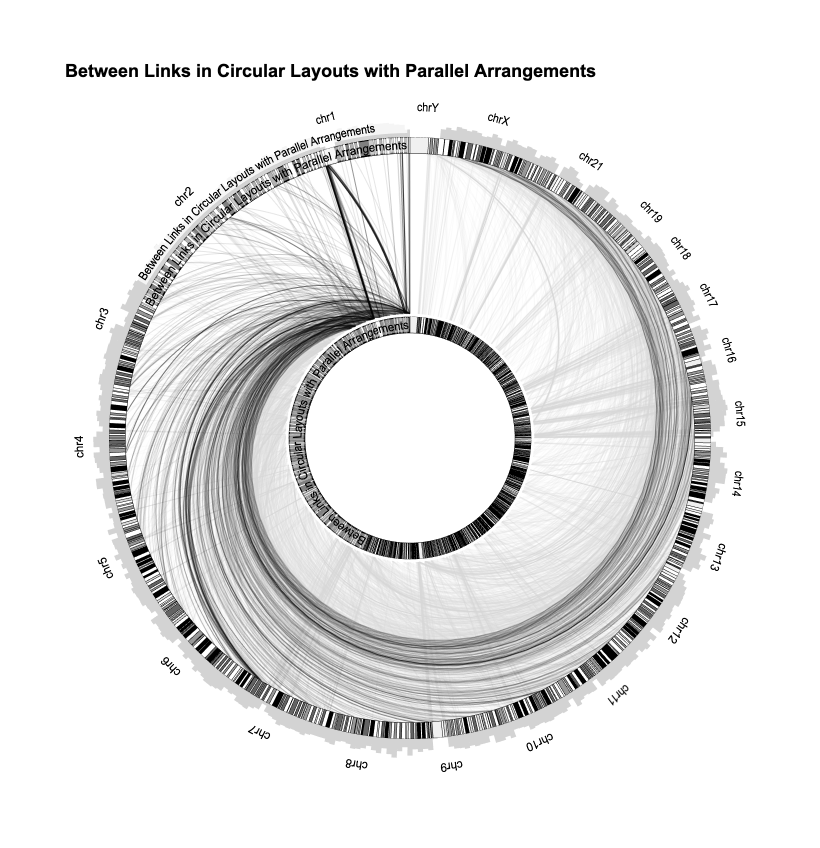 Between Links in Circular Layouts with Parallel Arrangements
chrY
chrX
chr21
chr19
chr18
chr17
chr16
chr15
chr14
chr13
chr12
chr11
chr10
chr9
chr8
chr7
chr6
chr5
chr4
chr3
chr2
chr1
Between Links in Circular Layouts with Parallel Arrangements
Between Links in Circular Layouts with Parallel Arrangements
Between Links in Circular Layouts with Parallel Arrangements